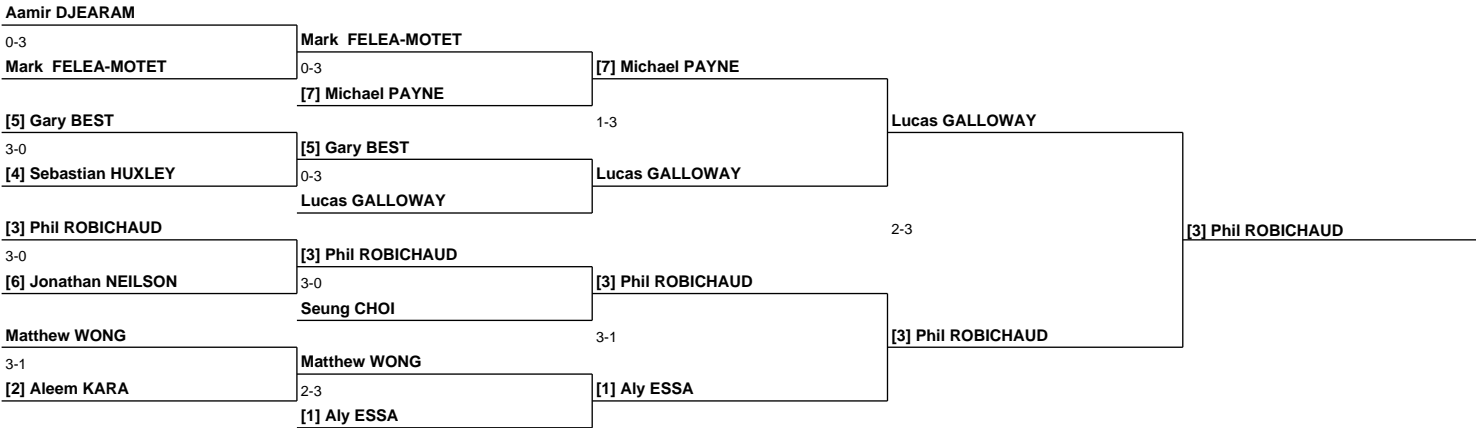 Aamir DJEARAM
0-3
Mark FELEA-MOTET
Mark FELEA-MOTET
0-3
[7] Michael PAYNE
[7] Michael PAYNE
[5] Gary BEST
1-3
Lucas GALLOWAY
3-0
[5] Gary BEST
[4] Sebastian HUXLEY
0-3
Lucas GALLOWAY
Lucas GALLOWAY
[3] Phil ROBICHAUD
2-3
[3] Phil ROBICHAUD
3-0
[3] Phil ROBICHAUD
[6] Jonathan NEILSON
3-0
[3] Phil ROBICHAUD
Seung CHOI
Matthew WONG
3-1
[3] Phil ROBICHAUD
3-1
Matthew WONG
[2] Aleem KARA
2-3
[1] Aly ESSA
[1] Aly ESSA